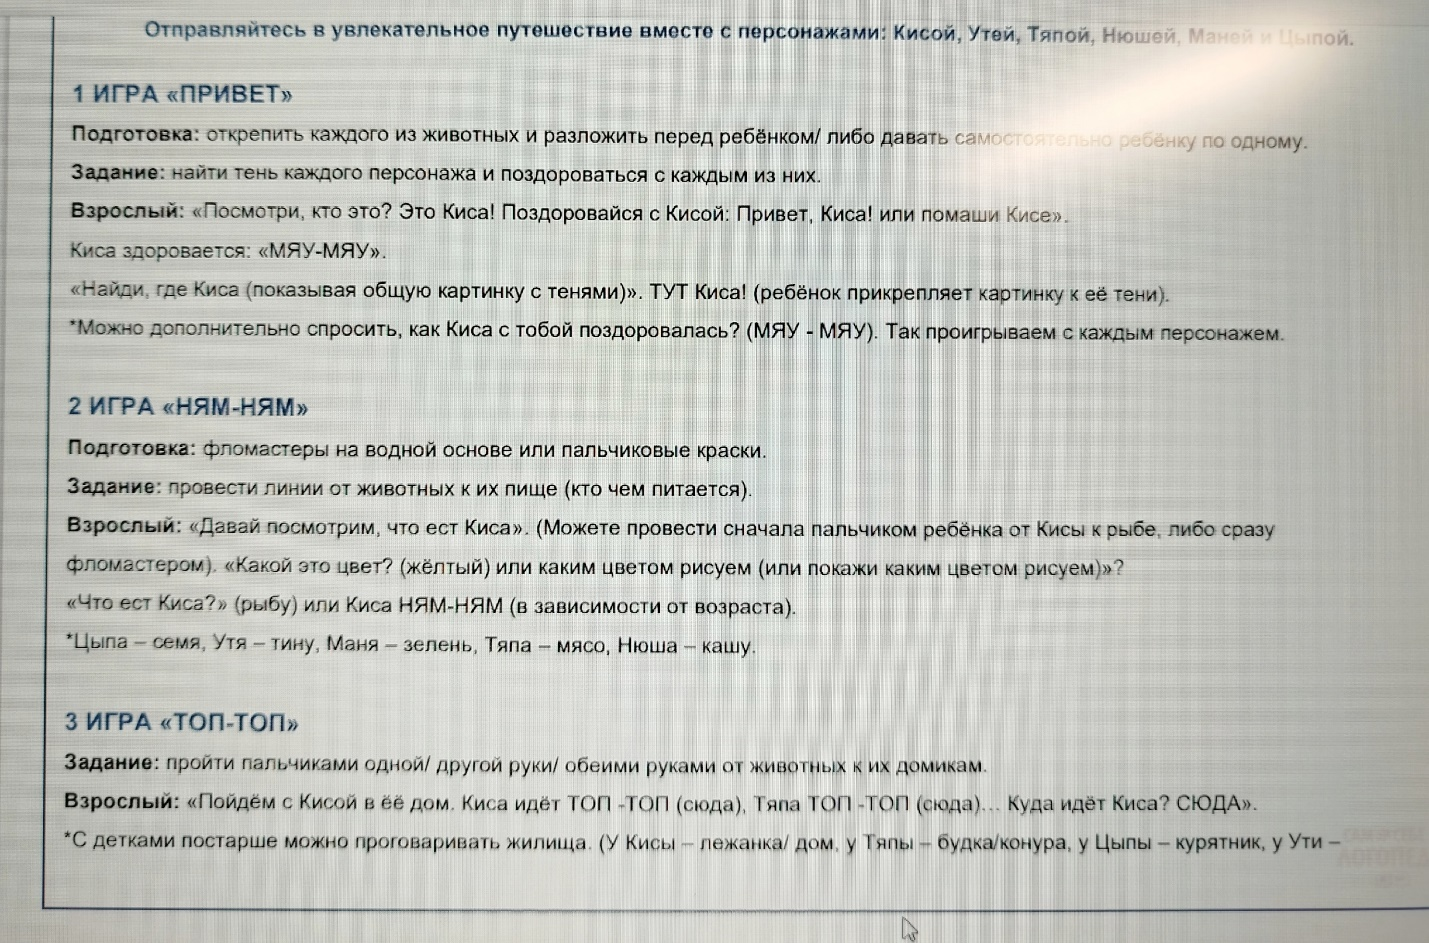 Отправляйтесь в увлекательное путешествие вместе с персонажами: Кисой, Утей, Тяпой, Нюшей, Маней и Цыпой.
1 ИГРА «ПРИВЕТ»
Подготовка: открепить каждого из животных и разложить перед ребёнком/ либо давать самостоятельно ребёнку по одному.
Задание: найти тень каждого персонажа и поздороваться с каждым из них.
Взрослый: «Посмотри, кто это? Это Киса! Поздоровайся с Кисой: Привет, Киса! или помаши Кисе».
Киса здоровается: «МЯУ-МЯУ».
«Найди, где Киса (показывая общую картинку с тенями)». ТУТ Киса! (ребёнок прикрепляет картинку к её тени).
*Можно дополнительно спросить, как Киса с тобой поздоровалась? (МЯУ - МЯУ). Так проигрываем с каждым персонажем.
2 ИГРА «НЯМ-НЯМ»
Подготовка: фломастеры на водной основе или пальчиковые краски.
Задание: провести линии от животных к их пище (кто чем питается).
Взрослый: «Давай посмотрим, что ест Киса». (Можете провести сначала пальчиком ребёнка от Кисы к рыбе, либо сразу
фломастером). «Какой это цвет? (жёлтый) или каким цветом рисуем (или покажи каким цветом рисуем)»?
«Что ест Киса?» (рыбу) или Киса НЯМ-НЯМ (в зависимости от возраста).
*Цыпа – семя, Утя – тину, Маня – зелень, Тяпа – мясо, Нюша – кашу.
3 ИГРА «ТОП-ТОП»
Задание: пройти пальчиками одной/ другой руки/ обеими руками от животных к их домикам.
Взрослый: «Пойдём с Кисой в ёё дом. Киса идёт ТОП -ТОП (сюда), Тяпа ТОП -ТОП (сюда)… Куда идёт Киса? СЮДА».
*С детками постарше можно проговаривать жилища. (У Кисы – лежанка/ дом, у Тяпы – будка/конура, у Цыпы – курятник, у Ути –
ЛОГОПЕД